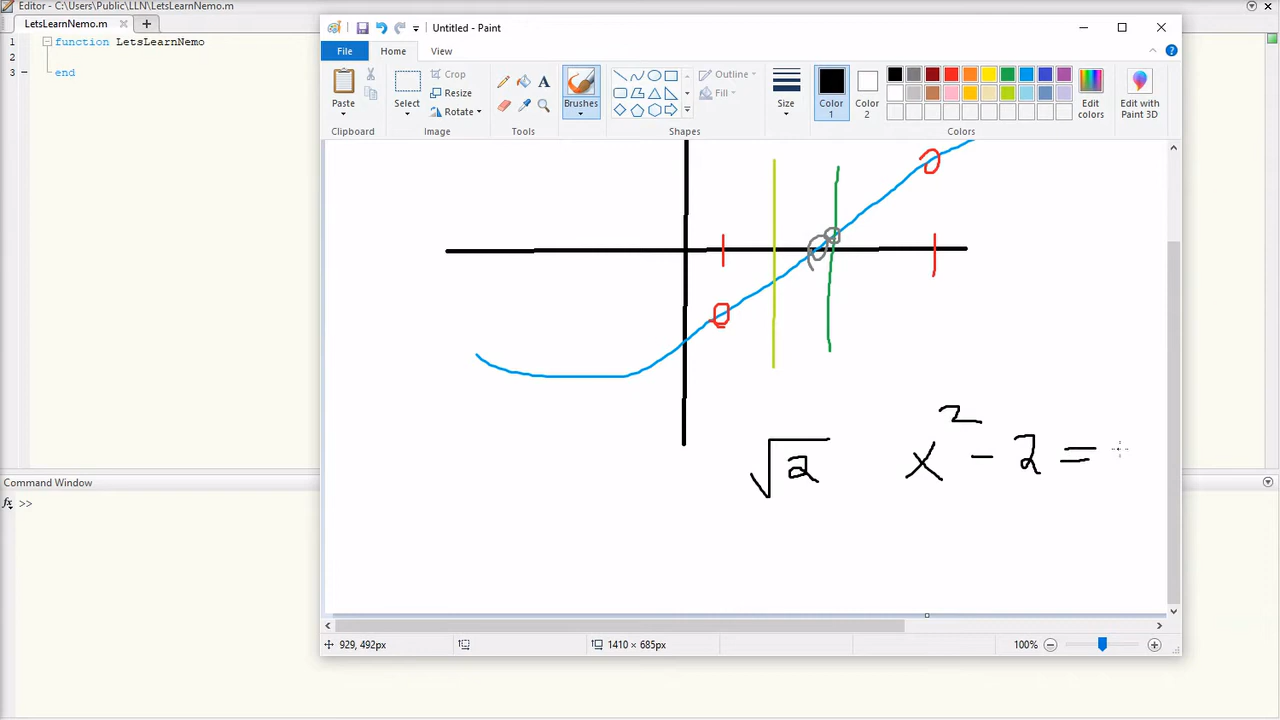 Editor - C:\Users\Public\LLN\LetsLearnNemo.m
LetsLearnNemo.m
1 function LetsLearnNemo
2
3 end
Untitled - Paint
File Home View
Paste
Select
Crop
Resize
Rotate
Brushes
Outline
Fill
Size
Color 1
Color 2
Edit colors
Edit with Paint 3D
Clipboard Image Tools Shapes Colors
√2 x² - 2 =
Command Window
fx >>
929, 492px 1410 × 685px 100%